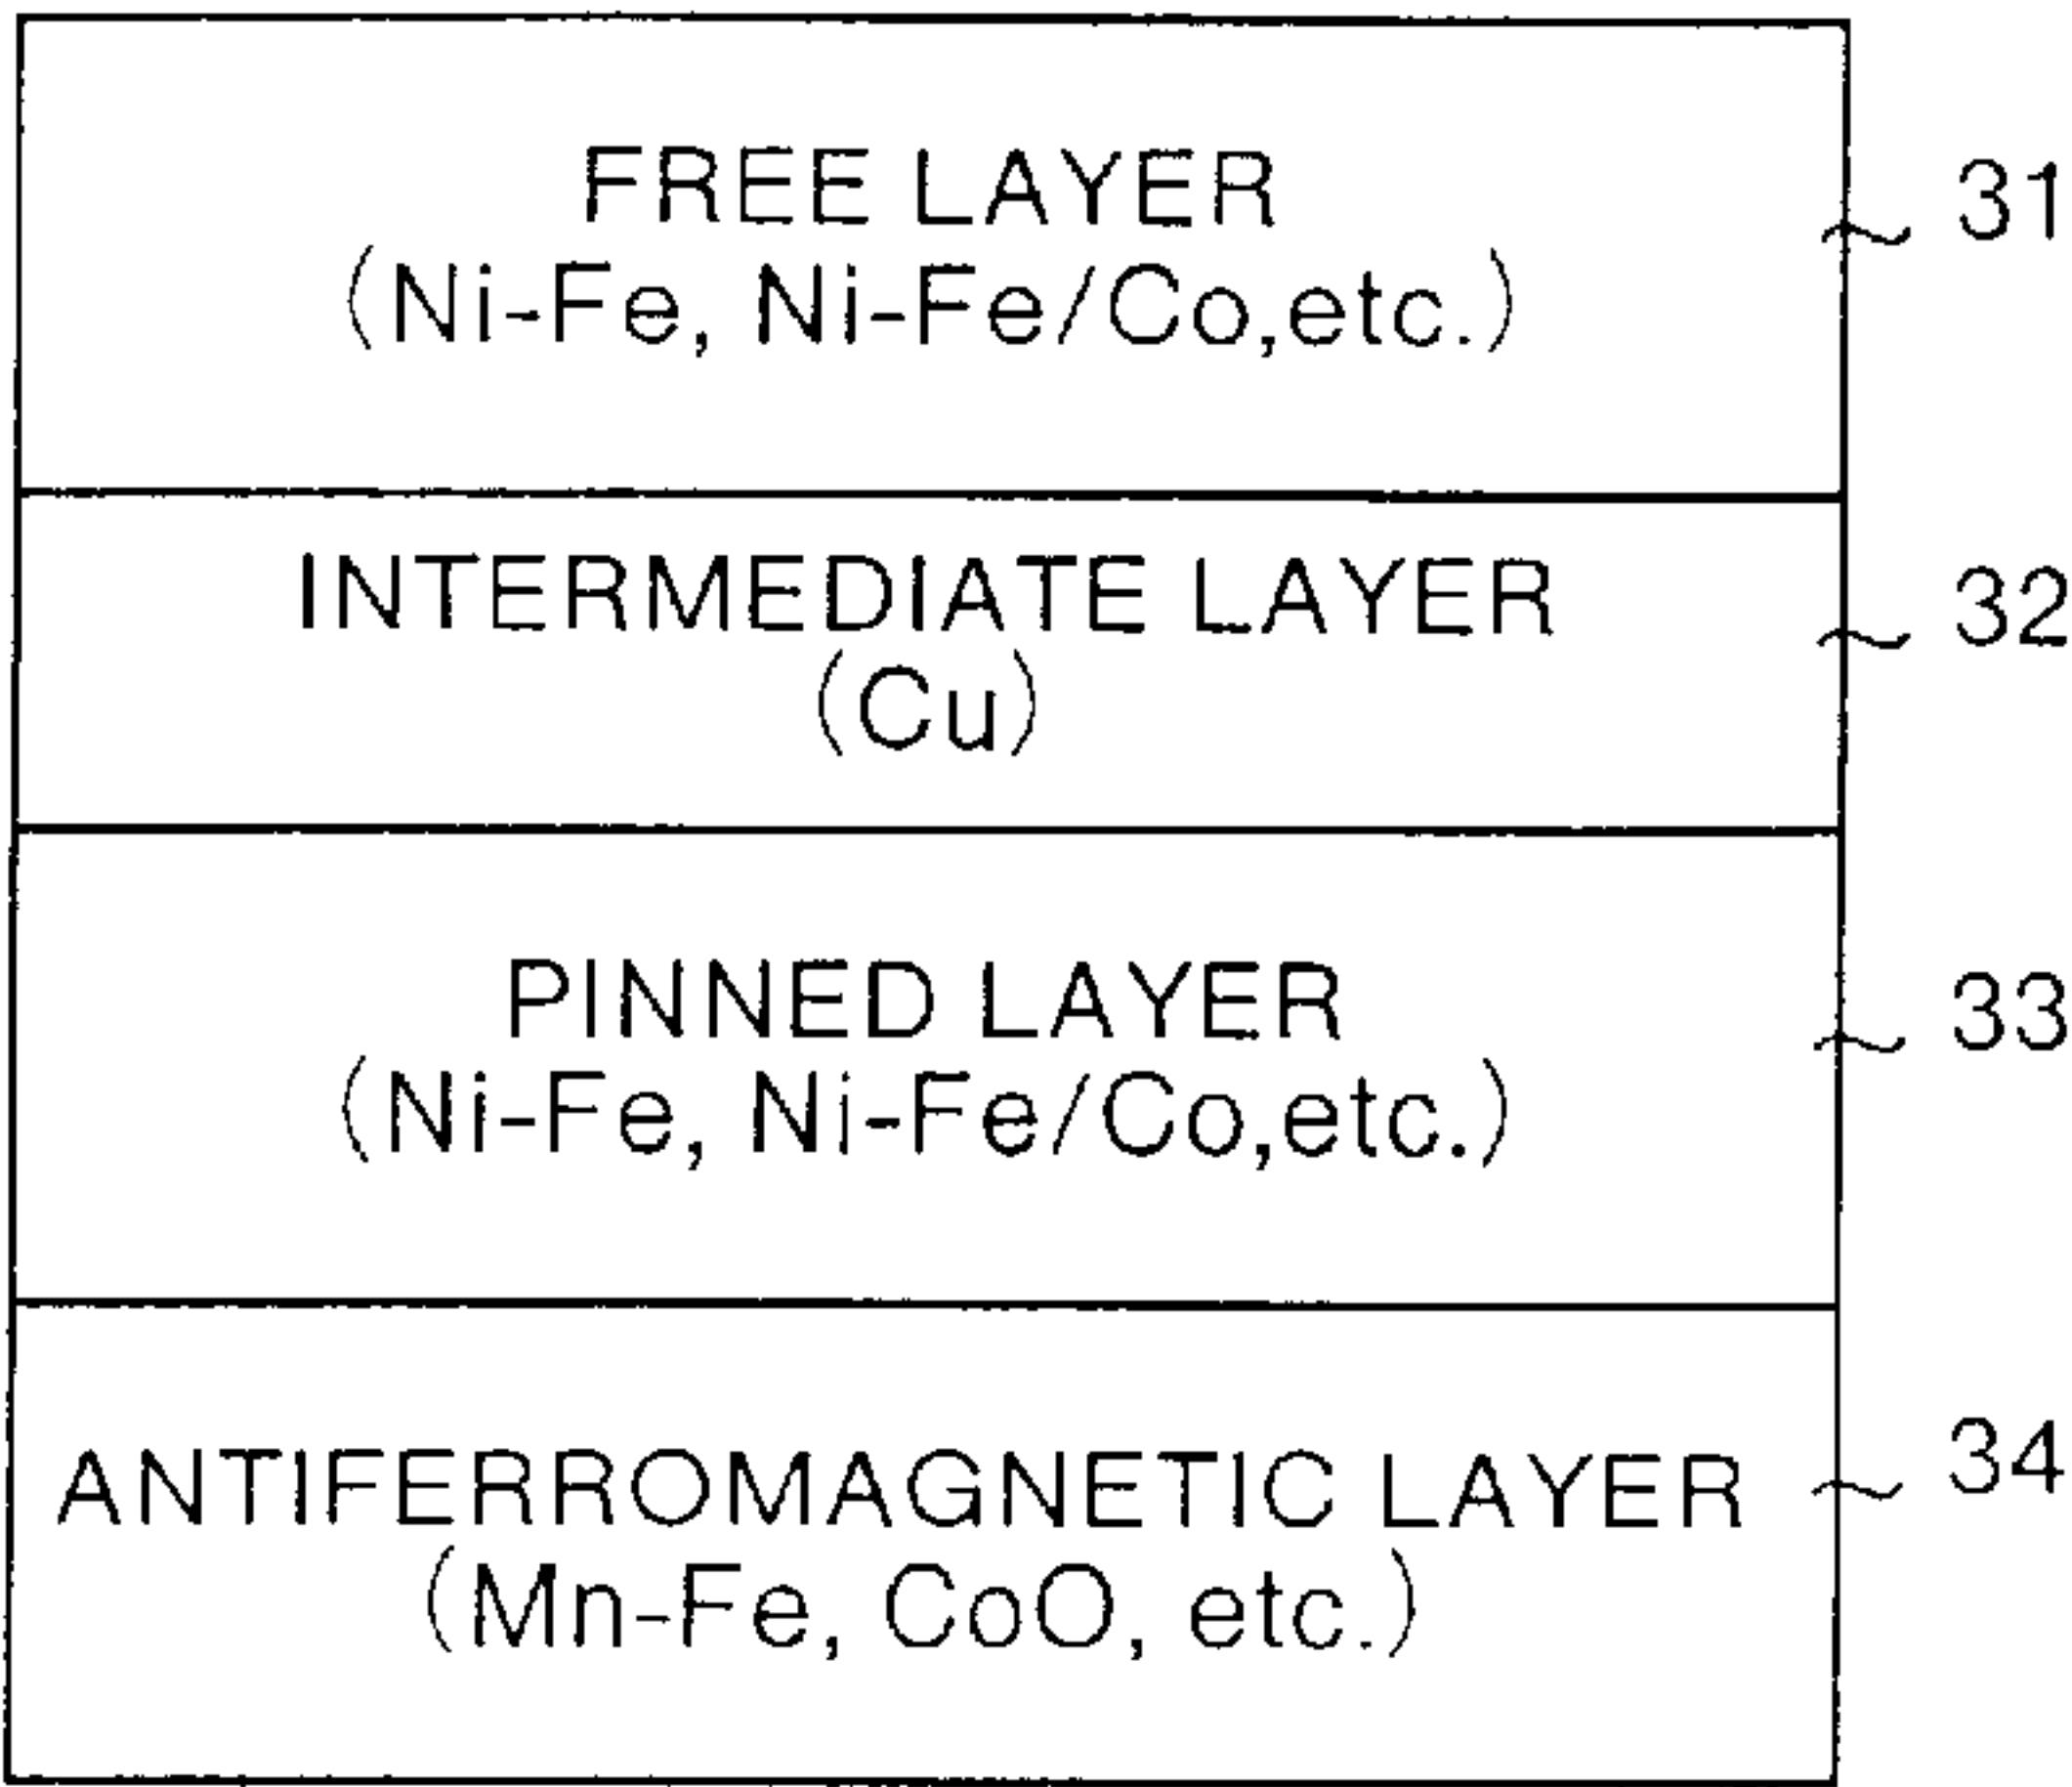 FREE LAYER
31
(Ni-Fe, Ni-Fe/Co,etc.)
INTERMEDIATE LAYER
32
(Cu)
PINNED LAYER
33
(Ni-Fe, Ni-Fe/Co,etc.)
ANTIFERROMAGNETIC LAYER
34
(Mn-Fe, CoO, etc.)